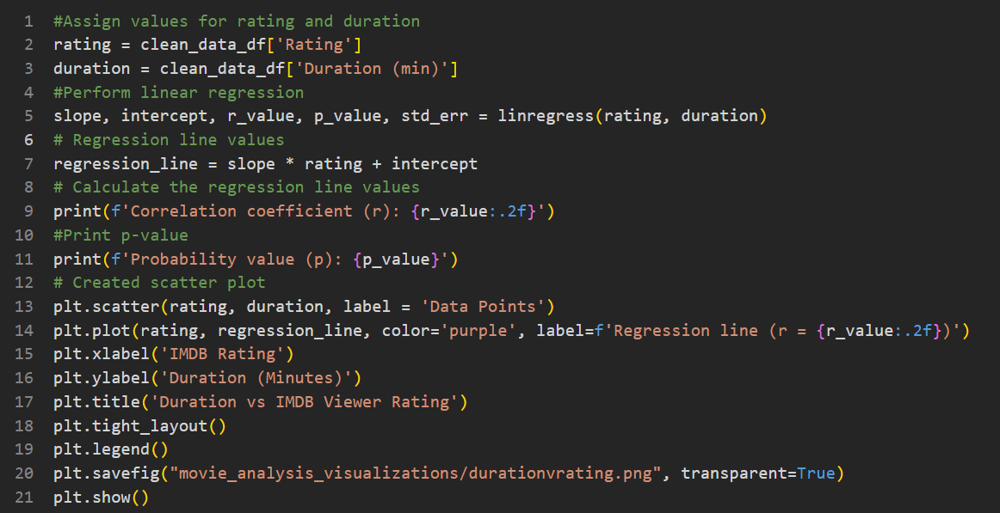 1 #Assign values for rating and duration
2 rating = clean_data_df['Rating']
3 duration = clean_data_df['Duration (min)']
4 #Perform linear regression
5 slope, intercept, r_value, p_value, std_err = linregress(rating, duration)
6 # Regression line values
7 regression_line = slope * rating + intercept
8 # Calculate the regression line values
9 print(f'Correlation coefficient (r): {r_value:.2f}')
10 #Print p-value
11 print(f'Probability value (p): {p_value}')
12 # Created scatter plot
13 plt.scatter(rating, duration, label = 'Data Points')
14 plt.plot(rating, regression_line, color='purple', label=f'Regression line (r = {r_value:.2f})')
15 plt.xlabel('IMDB Rating')
16 plt.ylabel('Duration (Minutes)')
17 plt.title('Duration vs IMDB Viewer Rating')
18 plt.tight_layout()
19 plt.legend()
20 plt.savefig("movie_analysis_visualizations/durationvrating.png", transparent=True)
21 plt.show()